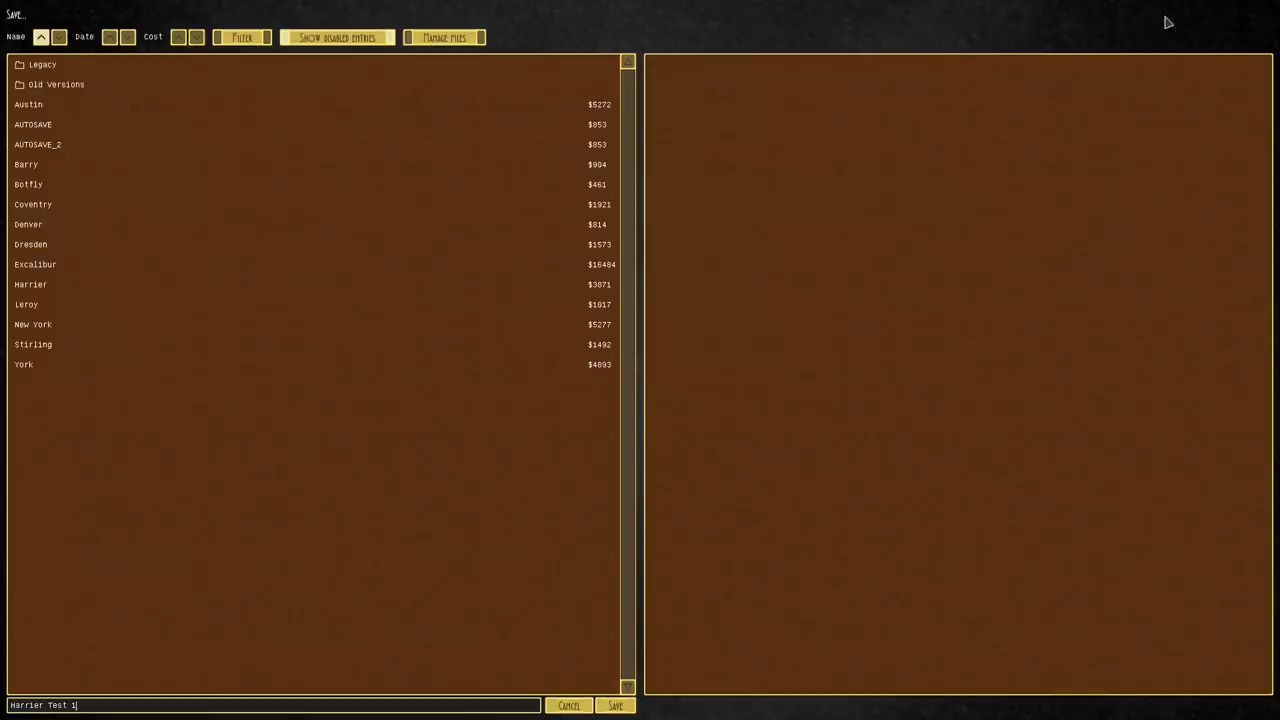 Save...
Name Date Cost Filter Show disabled entries Manage files
Legacy
Old Versions
Austin $5272
AUTOSAVE $853
AUTOSAVE_2 $853
Barry $904
Botfly $461
Coventry $1921
Denver $814
Dresden $1573
Excalibur $16484
Harrier $3071
Leroy $1017
New York $5277
Stirling $1492
York $4093
Harrier Test 1 Cancel Save